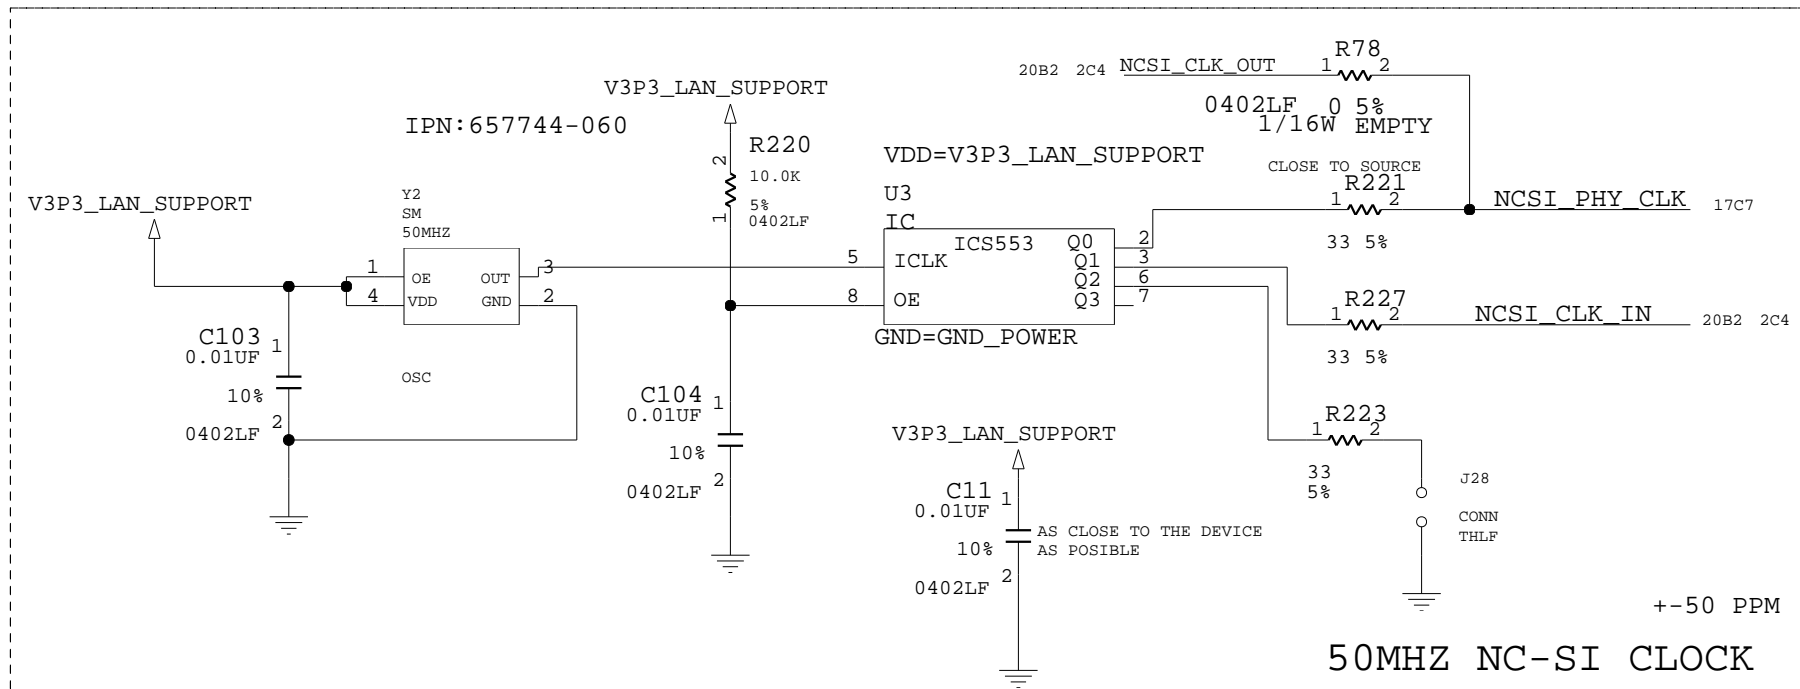 R78
20B2 2C4 NCSI_CLK_OUT 1 2
V3P3_LAN_SUPPORT
0402LF 0 5%
1/16W EMPTY
IPN:657744-060
2 R220
10.0K
5%
1 0402LF
VDD=V3P3_LAN_SUPPORT
CLOSE TO SOURCE
R221
1 2 NCSI_PHY_CLK 17C7
33 5%
V3P3_LAN_SUPPORT
Y2
SM
50MHZ
U3
IC
ICS553 Q0 2
1 OE OUT 3
5 ICLK Q1 3
Q2 6
4 VDD GND 2
8 OE Q3 7
GND=GND_POWER
R227
1 2 NCSI_CLK_IN 20B2 2C4
33 5%
C103 1
0.01UF
10%
2
0402LF
OSC
C104 1
0.01UF
10%
2
0402LF
R223
1 2
33
5%
V3P3_LAN_SUPPORT
C11 1
0.01UF
10%
2
0402LF
AS CLOSE TO THE DEVICE
AS POSIBLE
J28
CONN
THLF
+-50 PPM
50MHZ NC-SI CLOCK